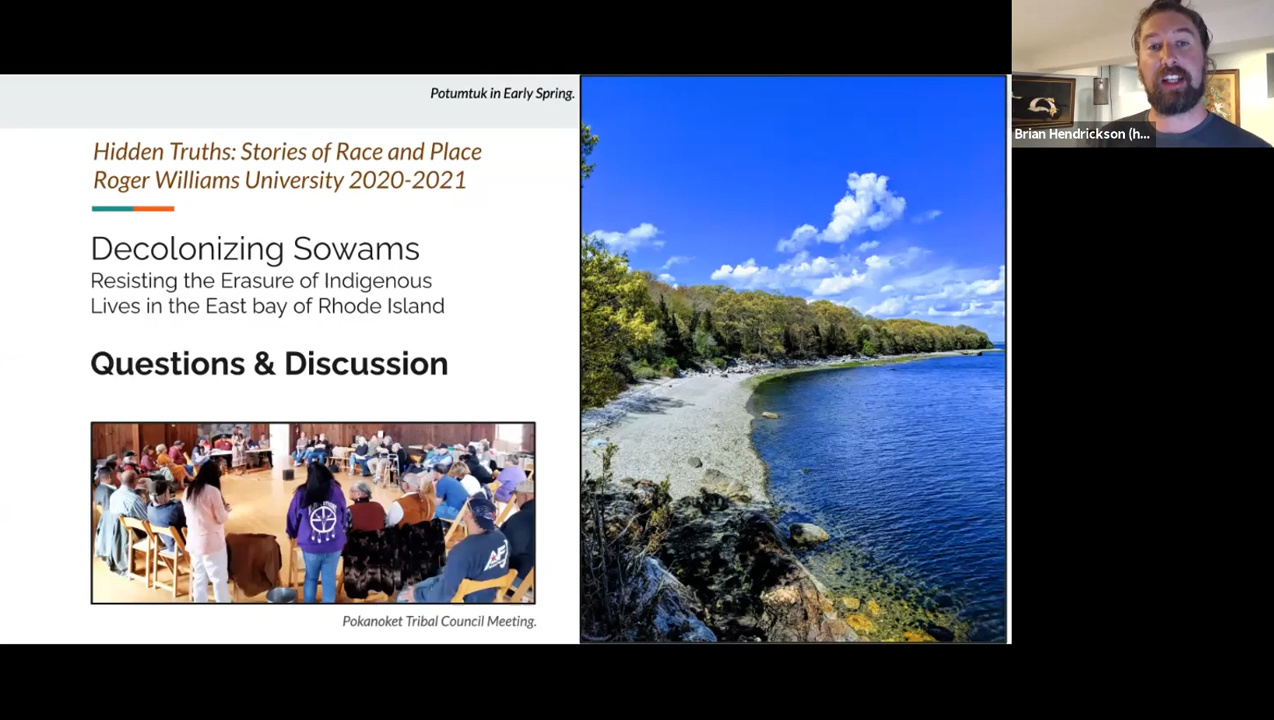 Potumtuk in Early Spring.
Hidden Truths: Stories of Race and Place
Roger Williams University 2020-2021
Decolonizing Sowams
Resisting the Erasure of Indigenous
Lives in the East bay of Rhode Island
Questions & Discussion
Pokanoket Tribal Council Meeting.
Brian Hendrickson (h...